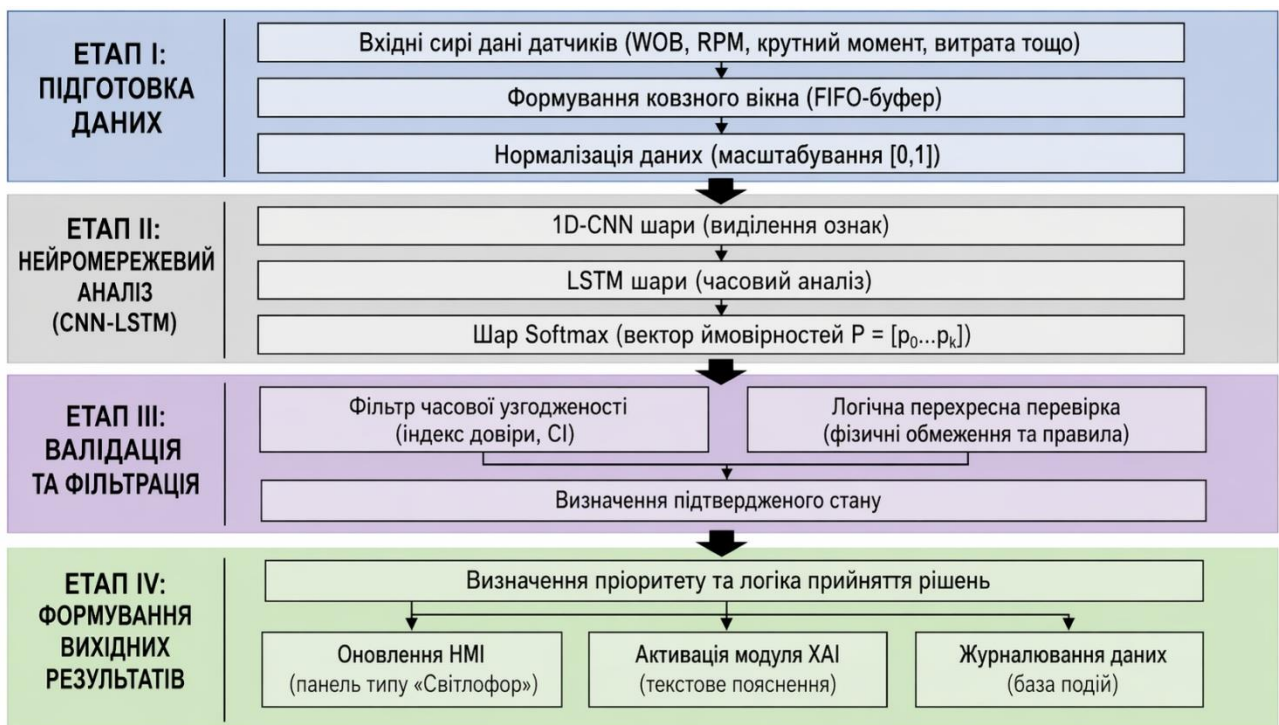 ЕТАП I:
ПІДГОТОВКА
ДАНИХ
Вхідні сирі дані датчиків (WOB, RPM, крутний момент, витрата тощо)
Формування ковзного вікна (FIFO-буфер)
Нормалізація даних (масштабування [0,1])
ЕТАП II:
НЕЙРОМЕРЕЖЕВИЙ
АНАЛІЗ
(CNN-LSTM)
1D-CNN шари (виділення ознак)
LSTM шари (часовий аналіз)
Шар Softmax (вектор ймовірностей P = [p₀...pₖ])
ЕТАП III:
ВАЛІДАЦІЯ
ТА ФІЛЬТРАЦІЯ
Фільтр часової узгодженості
(індекс довіри, CI)
Логічна перехресна перевірка
(фізичні обмеження та правила)
Визначення підтвердженого стану
ЕТАП IV:
ФОРМУВАННЯ
ВИХІДНИХ
РЕЗУЛЬТАТІВ
Визначення пріоритету та логіка прийняття рішень
Оновлення HMI
(панель типу «Світлофор»)
Активація модуля XAI
(текстове пояснення)
Журналювання даних
(база подій)